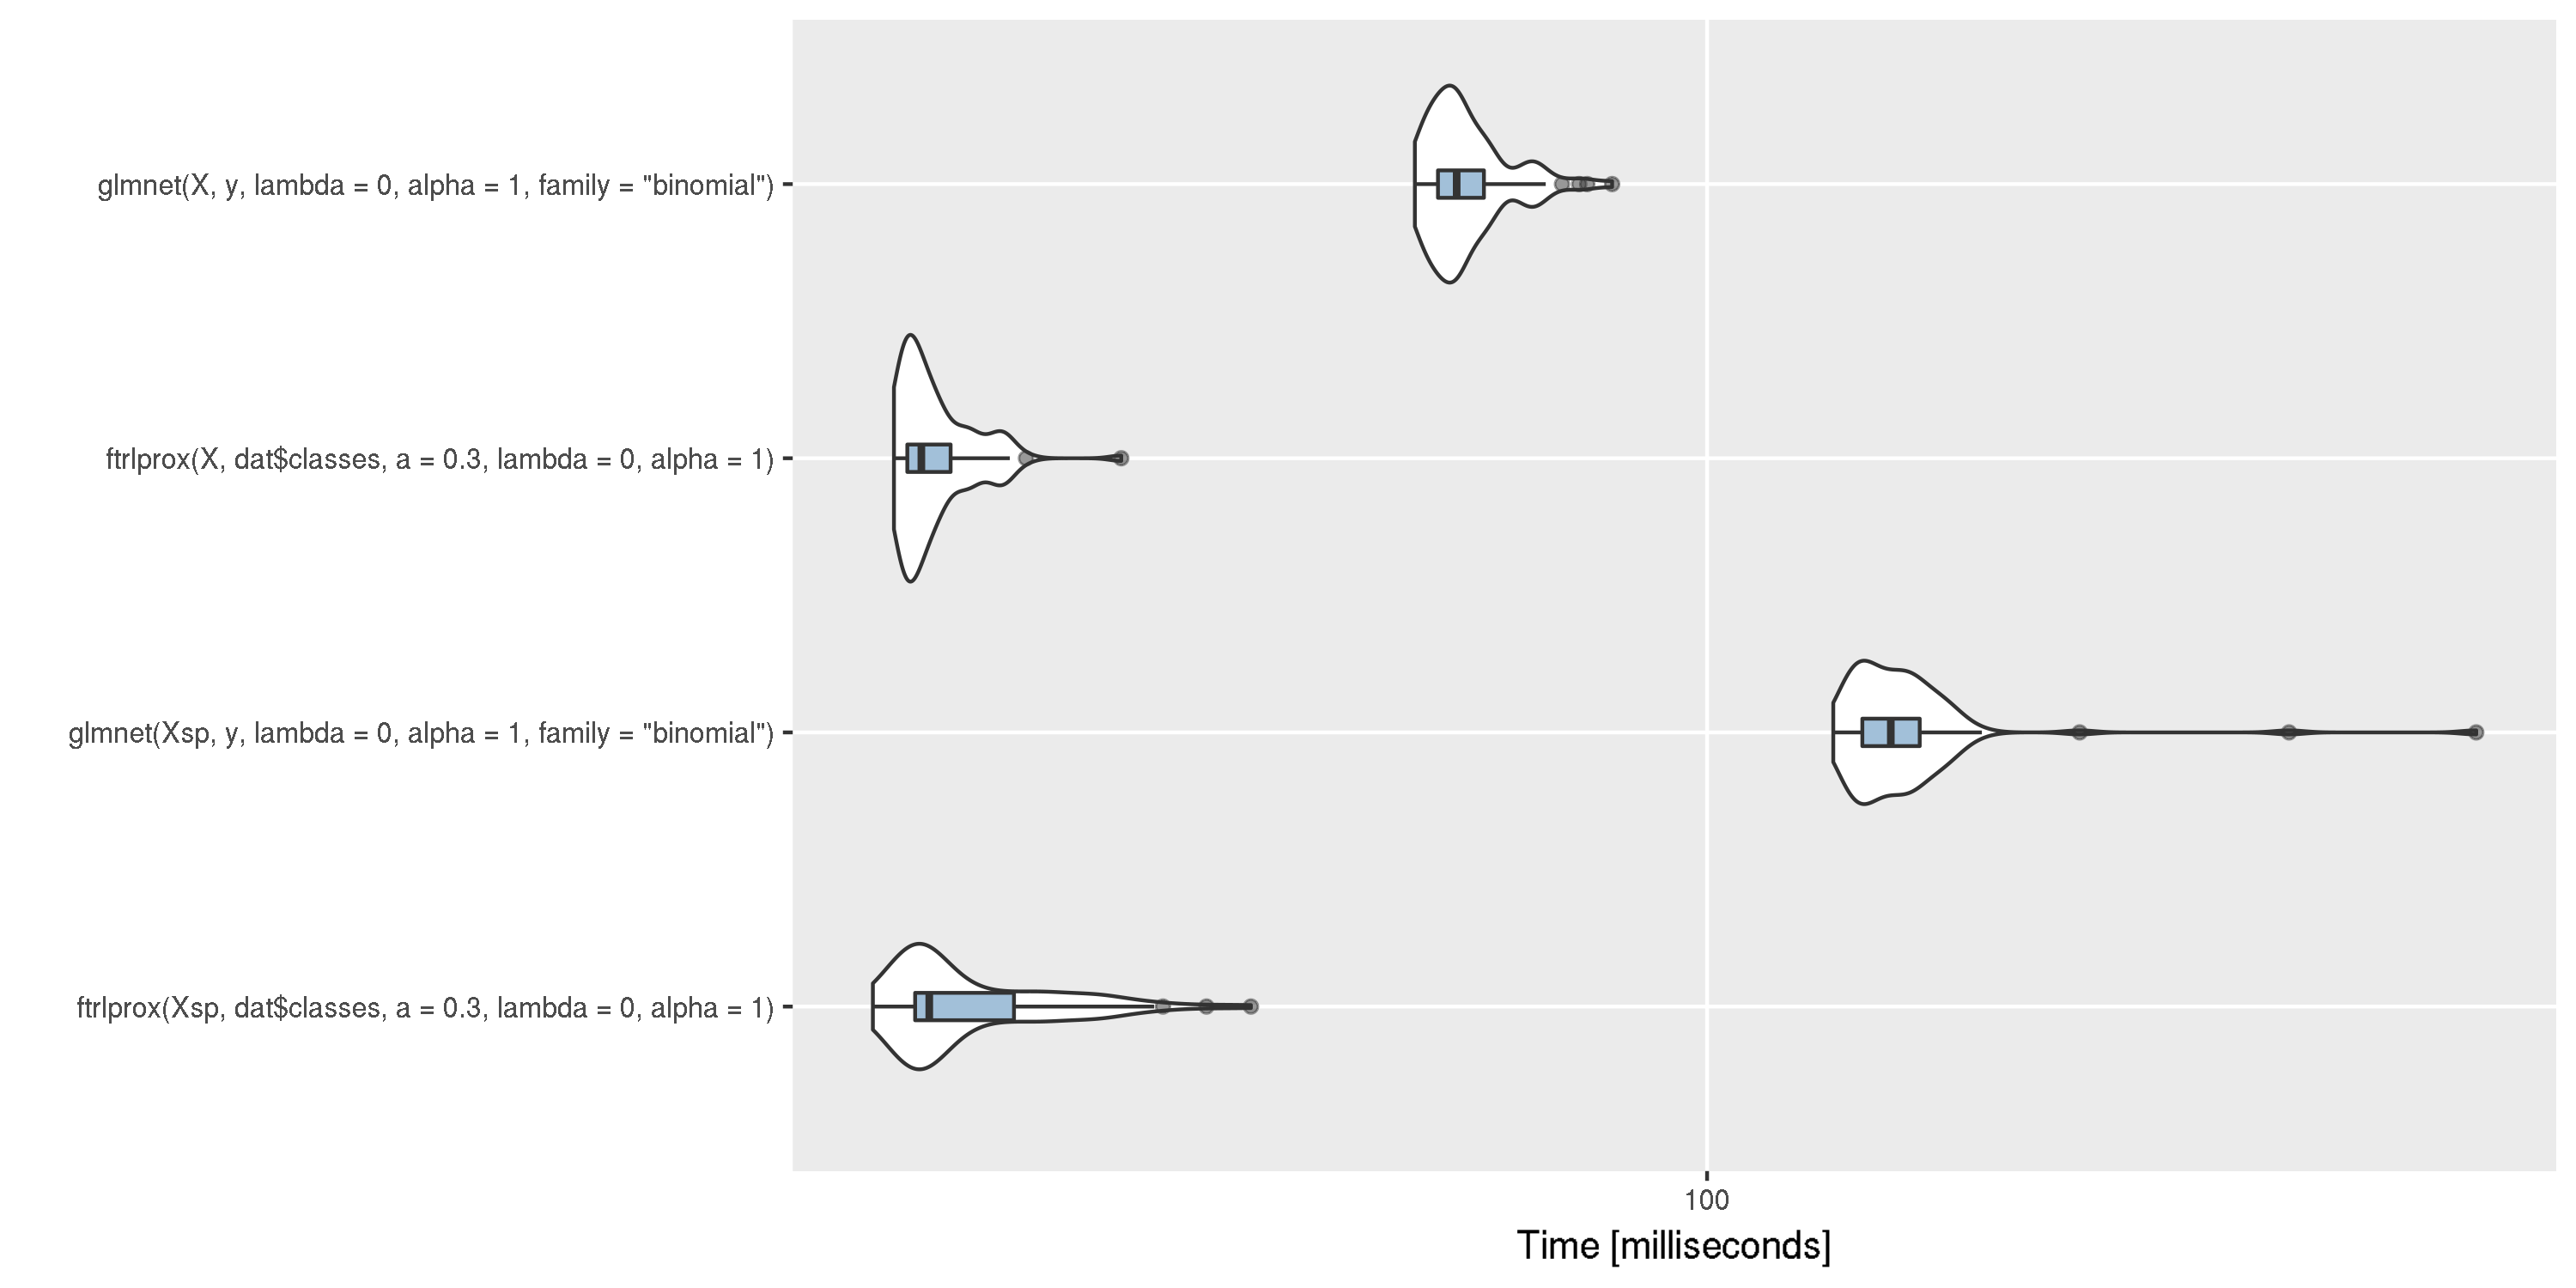 glmnet(X, y, lambda = 0, alpha = 1, family = "binomial")
ftrlprox(X, dat$classes, a = 0.3, lambda = 0, alpha = 1)
glmnet(Xsp, y, lambda = 0, alpha = 1, family = "binomial")
ftrlprox(Xsp, dat$classes, a = 0.3, lambda = 0, alpha = 1)
100
Time [milliseconds]